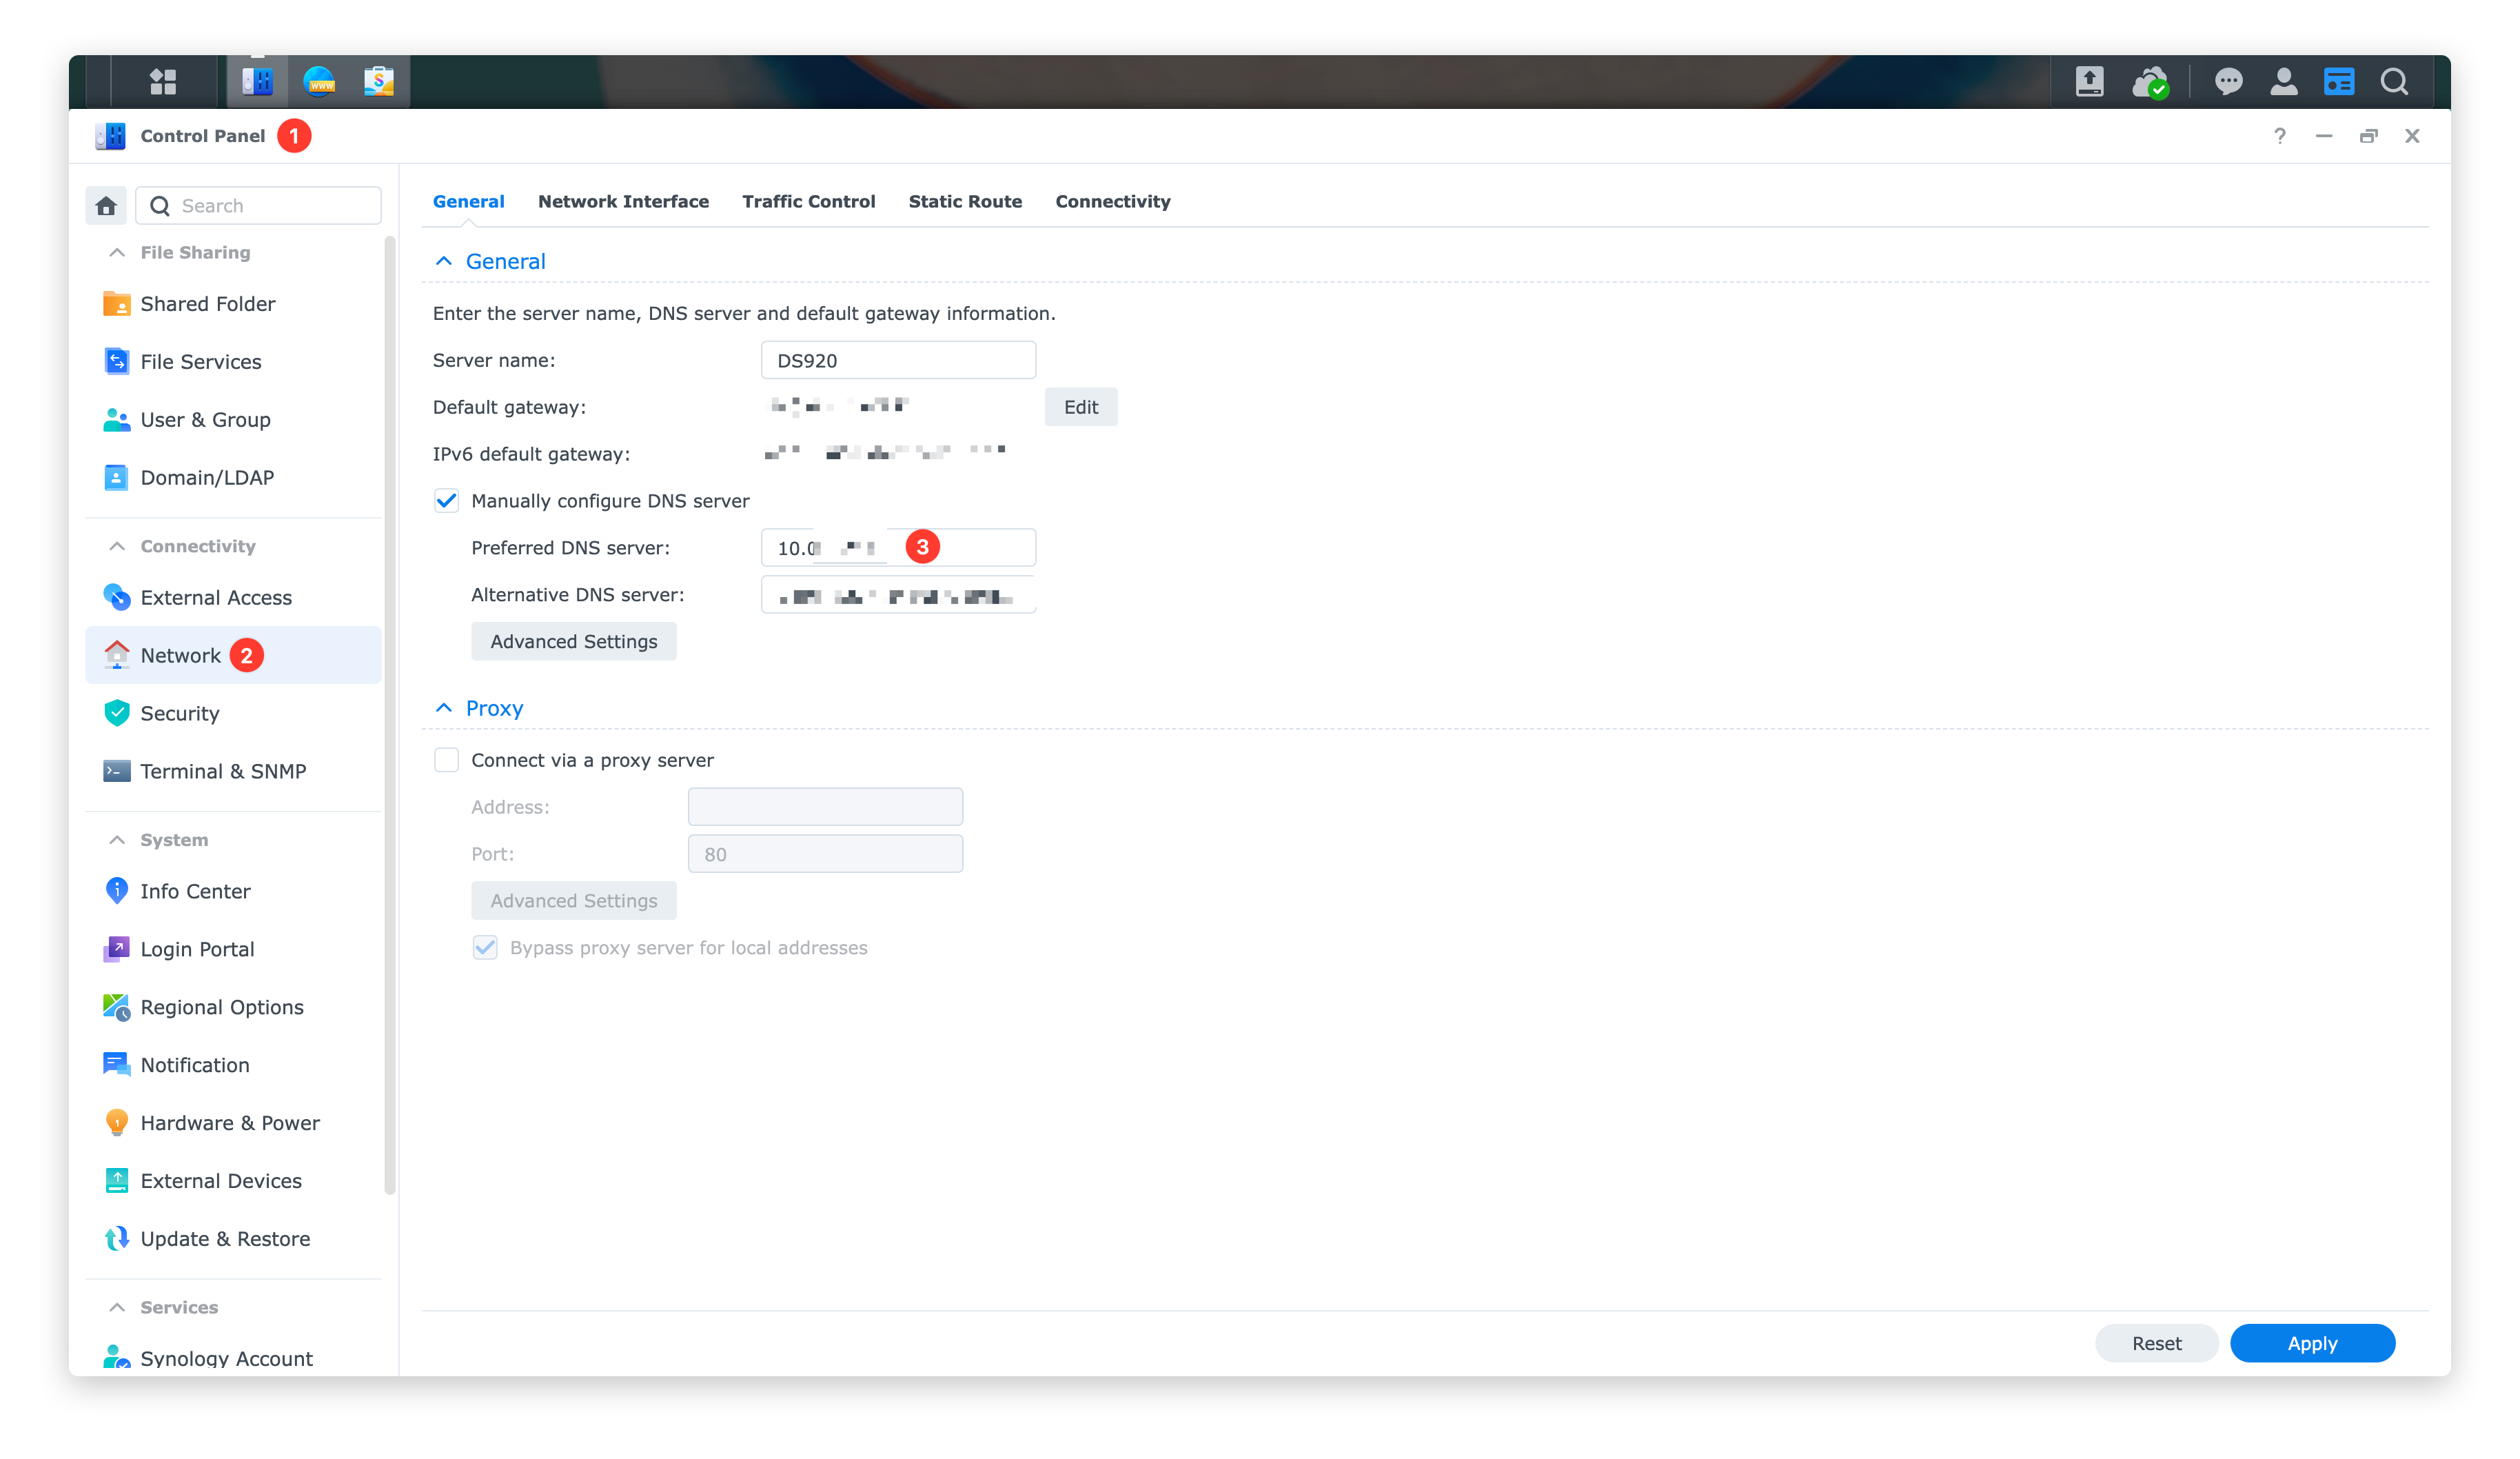 Control Panel 1
Search
File Sharing
Shared Folder
File Services
User & Group
Domain/LDAP
Connectivity
External Access
Network 2
Security
Terminal & SNMP
System
Info Center
Login Portal
Regional Options
Notification
Hardware & Power
External Devices
Update & Restore
Services
Synology Account
General Network Interface Traffic Control Static Route Connectivity
General
Enter the server name, DNS server and default gateway information.
Server name: DS920
Default gateway: Edit
IPv6 default gateway:
Manually configure DNS server
Preferred DNS server: 10.0 3
Alternative DNS server:
Advanced Settings
Proxy
Connect via a proxy server
Address:
Port: 80
Advanced Settings
Bypass proxy server for local addresses
Reset Apply